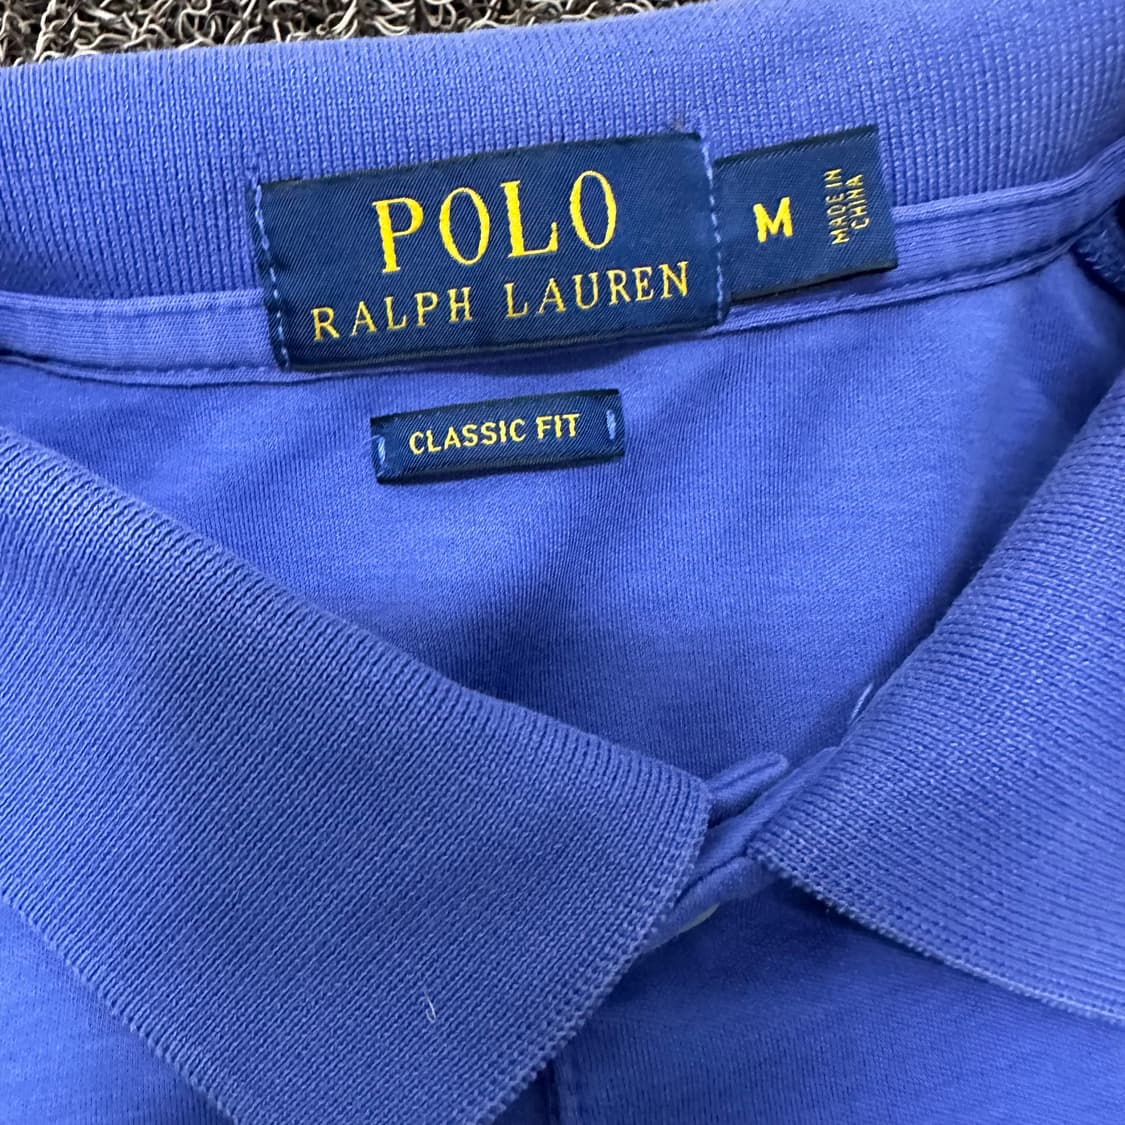 POLO
RALPH LAUREN
M
MADE IN
CHINA
CLASSIC FIT